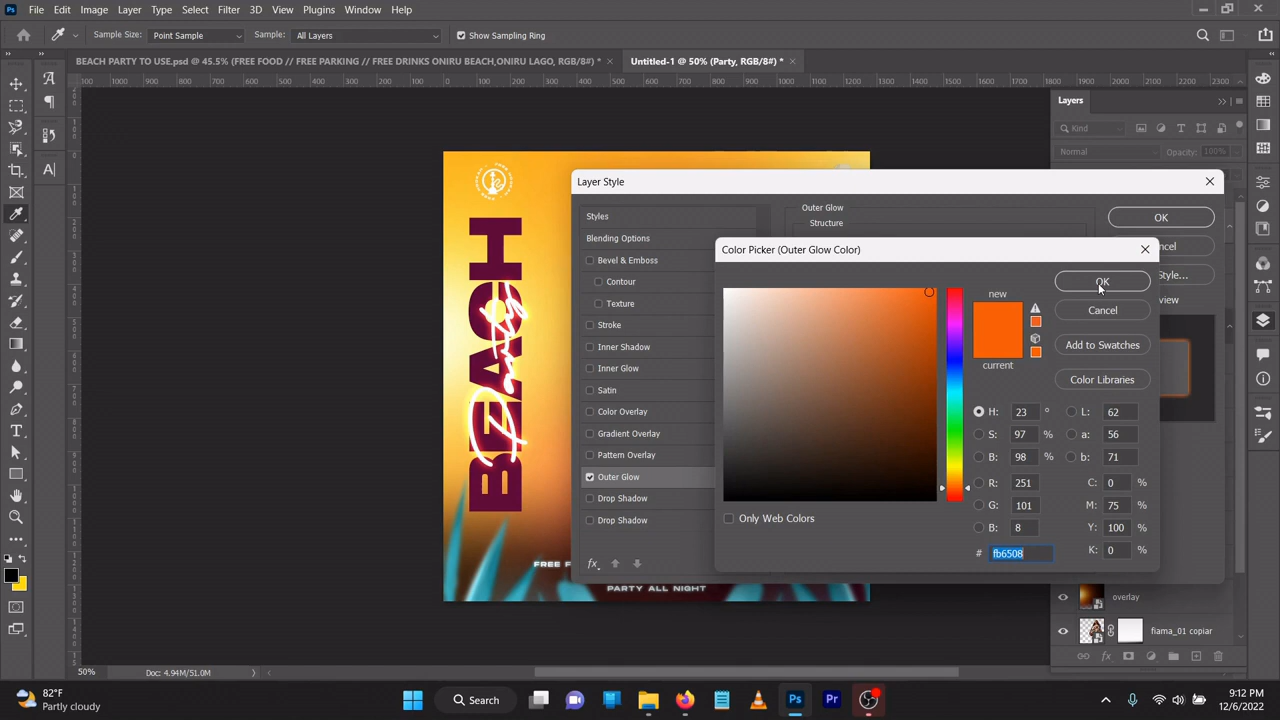 Ps File Edit Image Layer Type Select Filter 3D View Plugins Window Help
Sample Size: Point Sample Sample: All Layers Show Sampling Ring
BEACH PARTY TO USE.psd @ 45.5% (FREE FOOD // FREE PARKING // FREE DRINKS ONIRU BEACH,ONIRU LAGO, RGB/8#) * × Untitled-1 @ 50% (Party, RGB/8#) * ×
Layers
Kind
Normal Opacity: 100%
BEACH
Party
FREE F
PARTY ALL NIGHT
Layer Style
Styles
Blending Options
Bevel & Emboss
Contour
Texture
Stroke
Inner Shadow
Inner Glow
Satin
Color Overlay
Gradient Overlay
Pattern Overlay
Outer Glow
Drop Shadow
Drop Shadow
fx
Outer Glow
Structure
OK
ncel
Style...
view
Color Picker (Outer Glow Color)
new
current
OK
Cancel
Add to Swatches
Color Libraries
H: 23 ° L: 62
S: 97 % a: 56
B: 98 % b: 71
R: 251 C: 0 %
G: 101 M: 75 %
B: 8 Y: 100 %
# fb6508 K: 0 %
Only Web Colors
overlay
fiama_01 copiar
50% Doc: 4.94M/51.0M
82°F
Partly cloudy
Search
Ps Pr
9:12 PM
12/6/2022